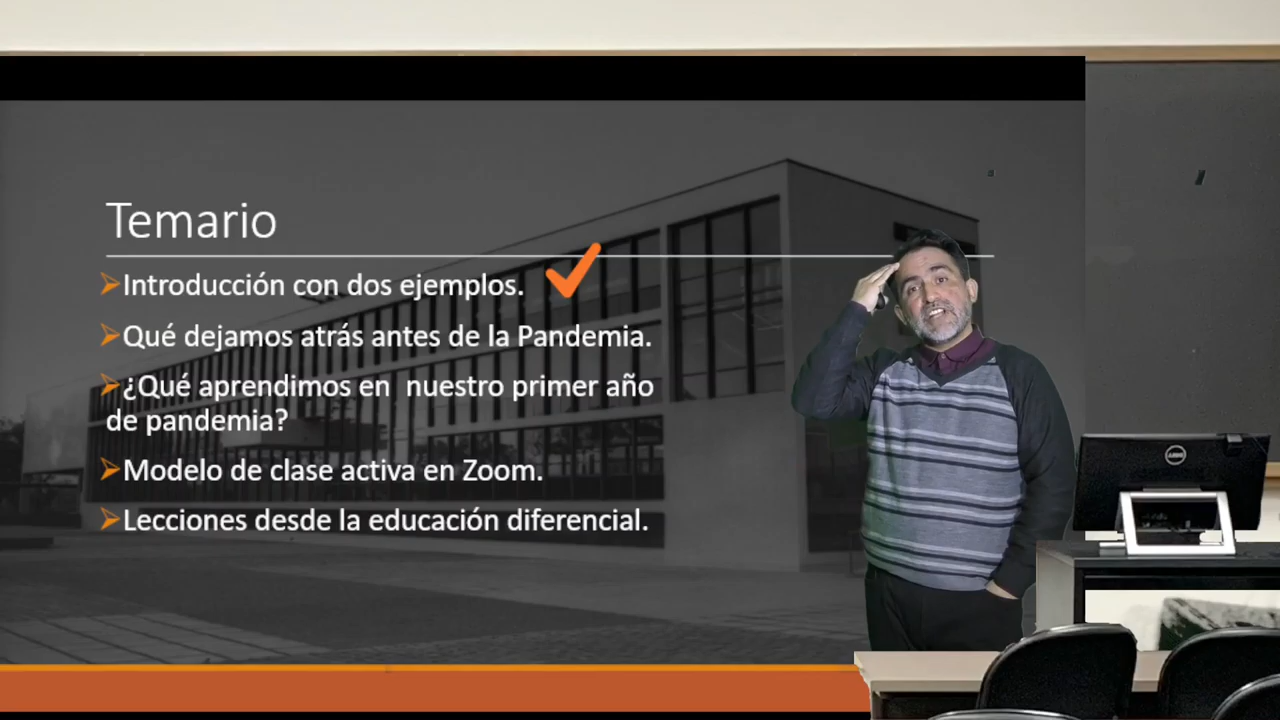 Temario
Introducción con dos ejemplos.
Qué dejamos atrás antes de la Pandemia.
¿Qué aprendimos en nuestro primer año
de pandemia?
Modelo de clase activa en Zoom.
Lecciones desde la educación diferencial.
DELL